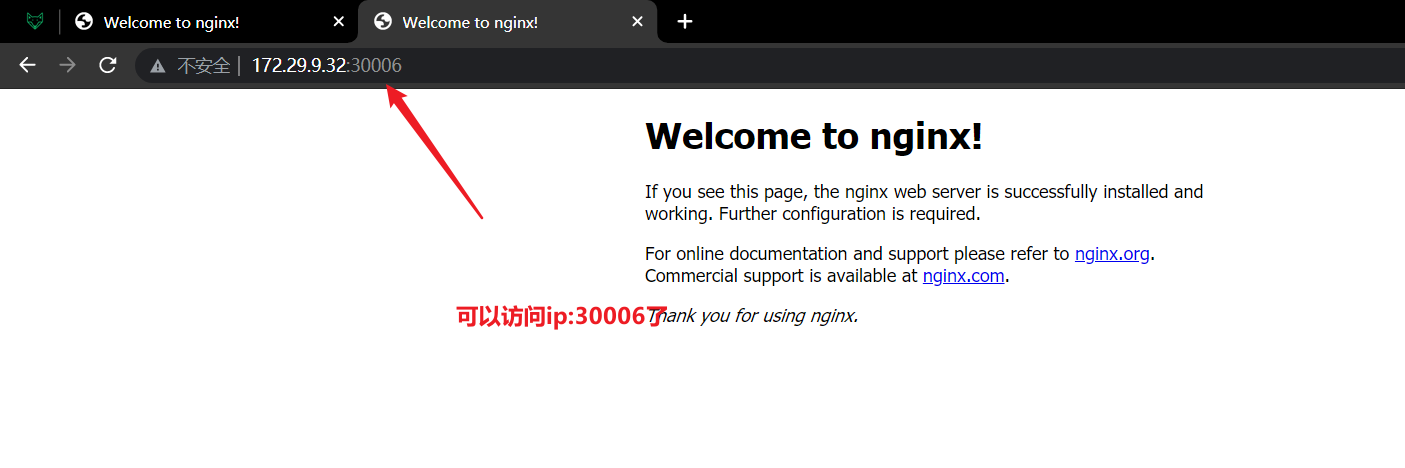 Welcome to nginx!
Welcome to nginx!
不安全 172.29.9.32:30006
Welcome to nginx!
If you see this page, the nginx web server is successfully installed and
working. Further configuration is required.
For online documentation and support please refer to nginx.org.
Commercial support is available at nginx.com.
可以访问ip:30006了
Thank you for using nginx.